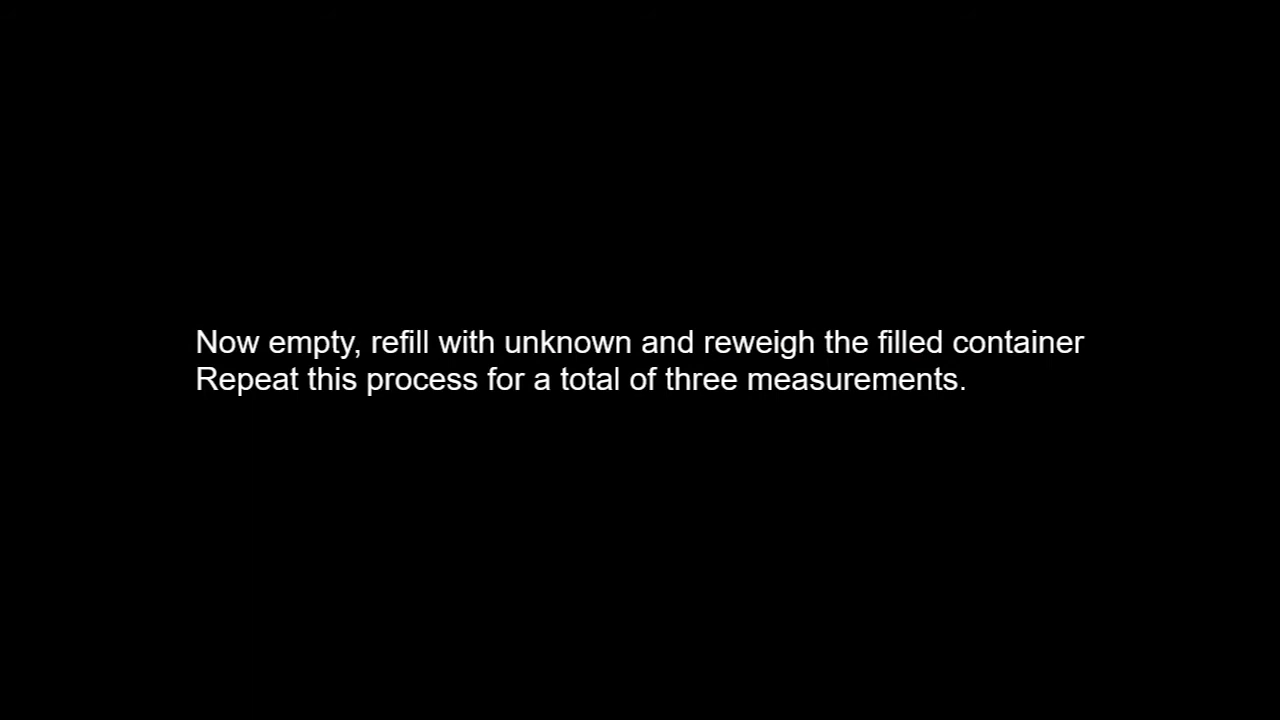 Now empty, refill with unknown and reweigh the filled container
Repeat this process for a total of three measurements.